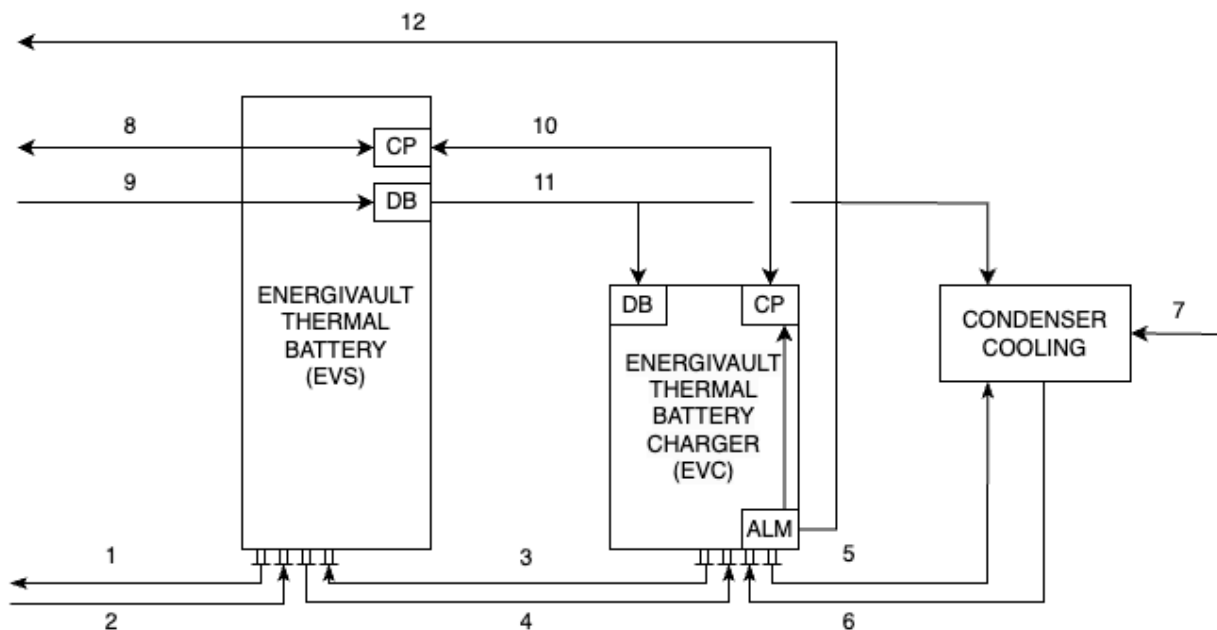 12
8
CP
10
9
DB
11
ENERGIVAULT
THERMAL
BATTERY
(EVS)
DB
CP
ENERGIVAULT
THERMAL
BATTERY
CHARGER
(EVC)
ALM
CONDENSER
COOLING
7
1
2
3
4
5
6